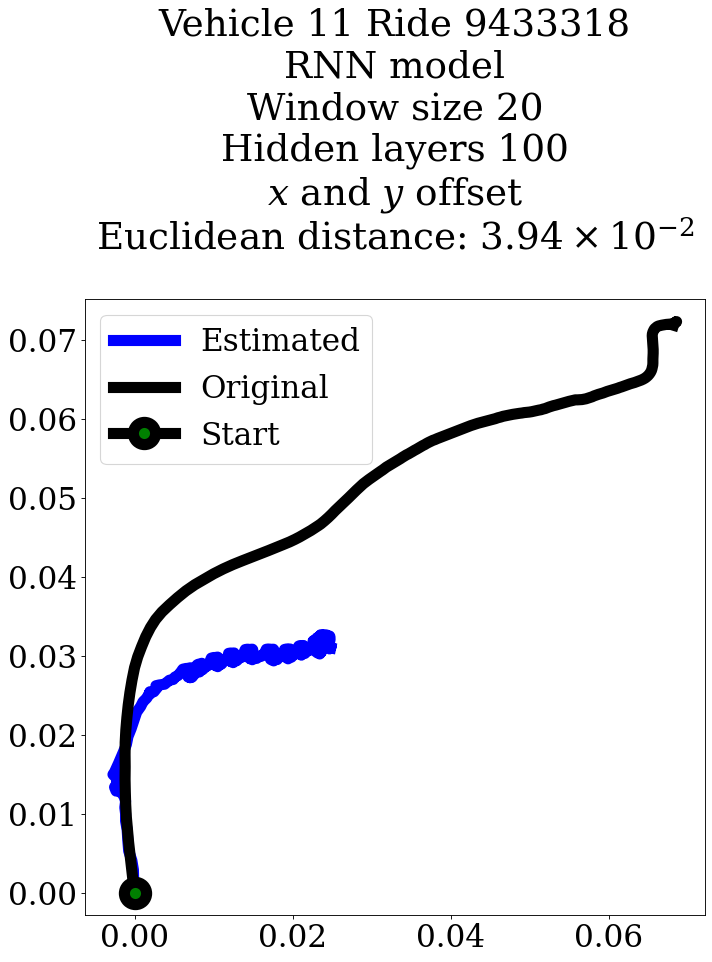 Vehicle 11 Ride 9433318
RNN model
Window size 20
Hidden layers 100
x and y offset
Euclidean distance: 3.94 × 10⁻²
Estimated
Original
Start
0.07
0.06
0.05
0.04
0.03
0.02
0.01
0.00
0.00 0.02 0.04 0.06